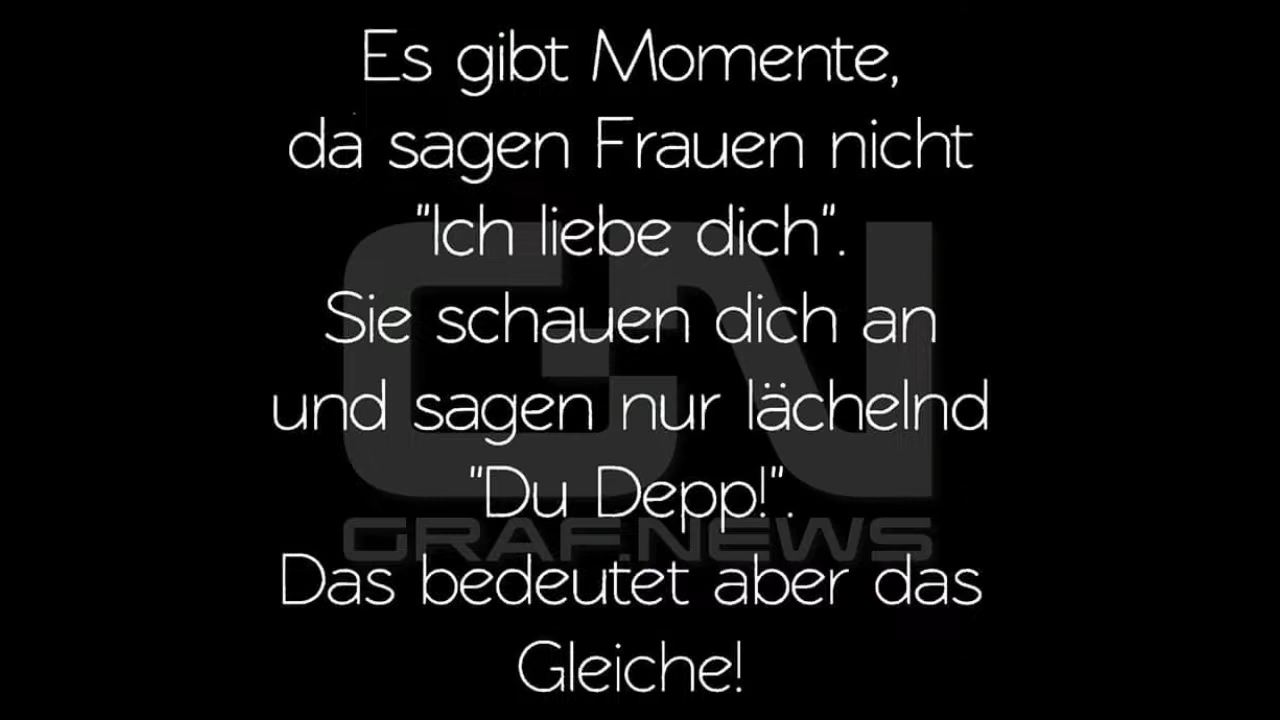 Es gibt Momente,
da sagen Frauen nicht
"Ich liebe dich".
Sie schauen dich an
und sagen nur lächelnd
"Du Depp!".
GRAF.NEWS
Das bedeutet aber das
Gleiche!